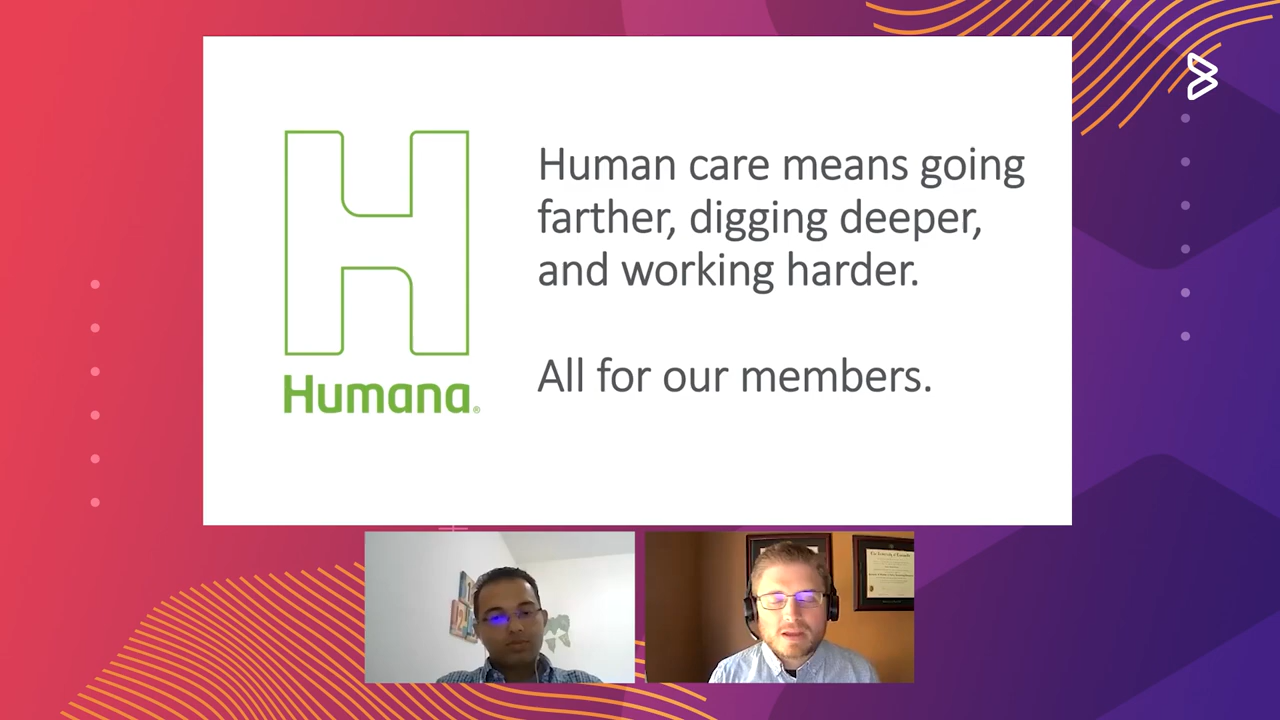 Human care means going
farther, digging deeper,
and working harder.
All for our members.
Humana®